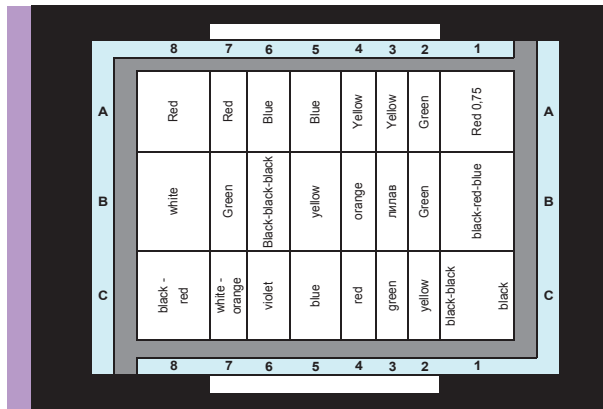 8 7 6 5 4 3 2 1
A Red Red Blue Blue Yellow Yellow Green Red 0,75 A
B white Green Black-black-black yellow orange лилав Green black-red-blue B
C black - red white - orange violet blue red green yellow black-black black C
8 7 6 5 4 3 2 1